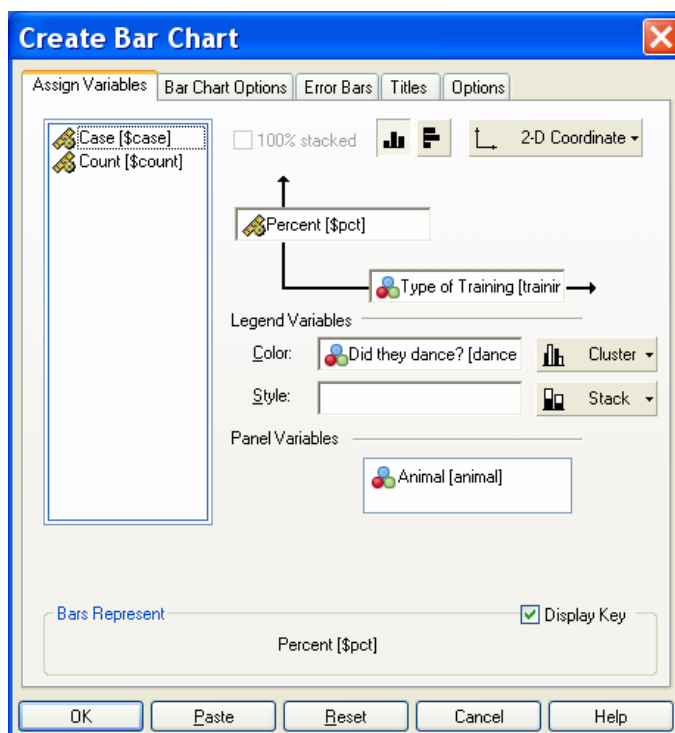 Create Bar Chart
Assign Variables Bar Chart Options Error Bars Titles Options
Case [$case]
Count [$count]
100% stacked
2-D Coordinate
Percent [$pct]
Type of Training [trainir
Legend Variables
Color: Did they dance? [dance Cluster
Style: Stack
Panel Variables
Animal [animal]
Bars Represent Display Key
Percent [$pct]
OK Paste Reset Cancel Help